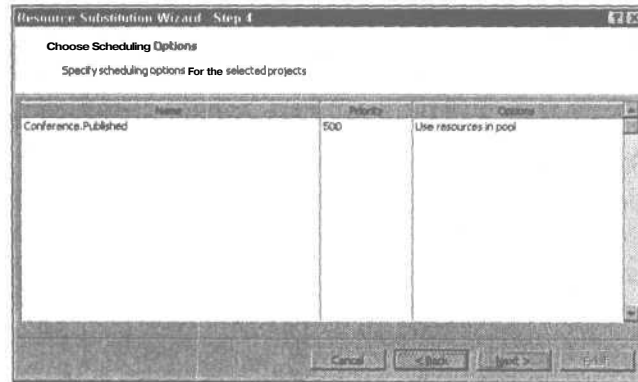 Resource Substitution Wizard Step 4
Choose Scheduling Options
Specify scheduling options For the selected projects
Name Priority Options
Conference.Published 500 Use resources in pool
Cancel < Back Next >